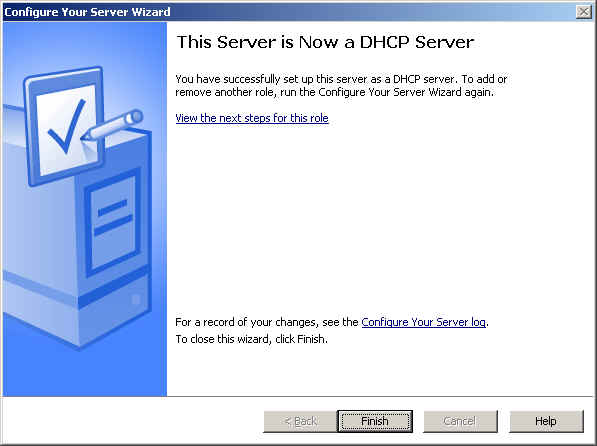 Configure Your Server Wizard
This Server is Now a DHCP Server
You have successfully set up this server as a DHCP server. To add or
remove another role, run the Configure Your Server Wizard again.
View the next steps for this role
For a record of your changes, see the Configure Your Server log.
To close this wizard, click Finish.
< Back
Finish
Cancel
Help